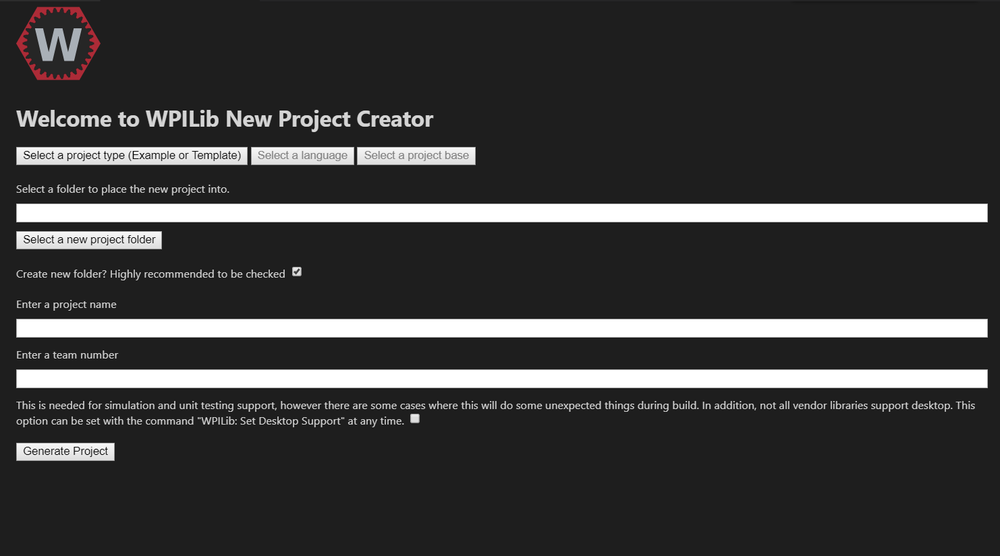 W
Welcome to WPILib New Project Creator
Select a project type (Example or Template) Select a language Select a project base
Select a folder to place the new project into.
Select a new project folder
Create new folder? Highly recommended to be checked
Enter a project name
Enter a team number
This is needed for simulation and unit testing support, however there are some cases where this will do some unexpected things during build. In addition, not all vendor libraries support desktop. This
option can be set with the command "WPILib: Set Desktop Support" at any time.
Generate Project